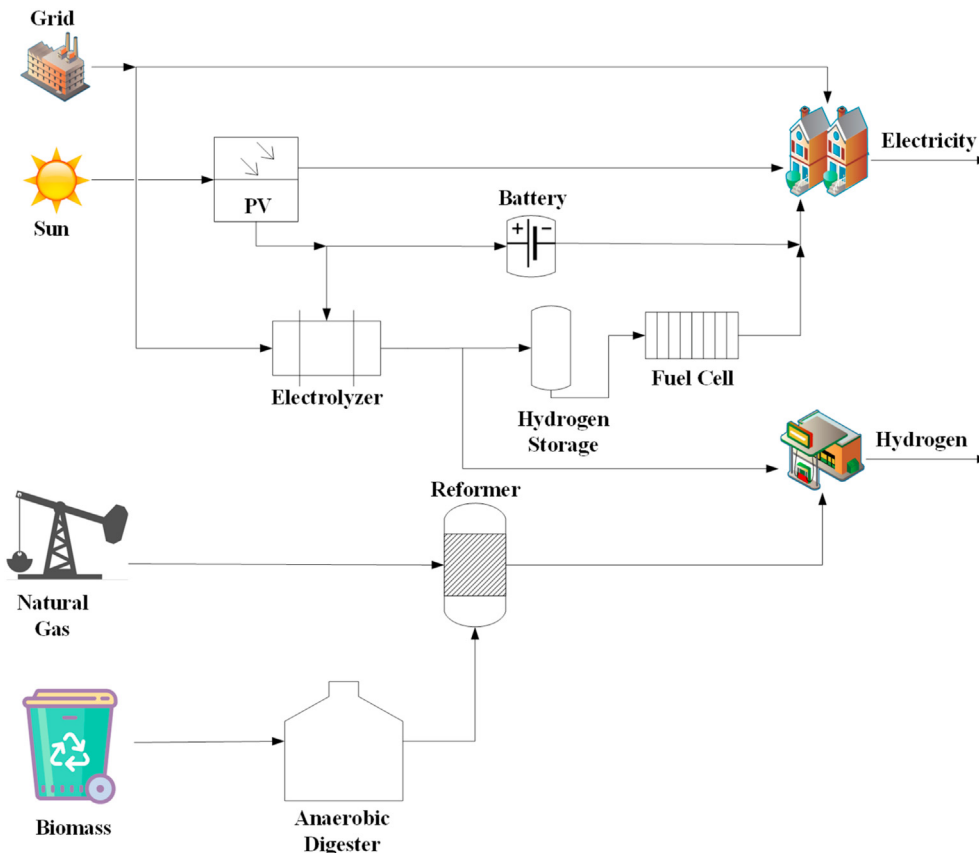 Grid
Electricity
PV
Sun
Battery
+ −
Electrolyzer
Fuel Cell
Hydrogen
Storage
Hydrogen
Reformer
Natural
Gas
Biomass
Anaerobic
Digester